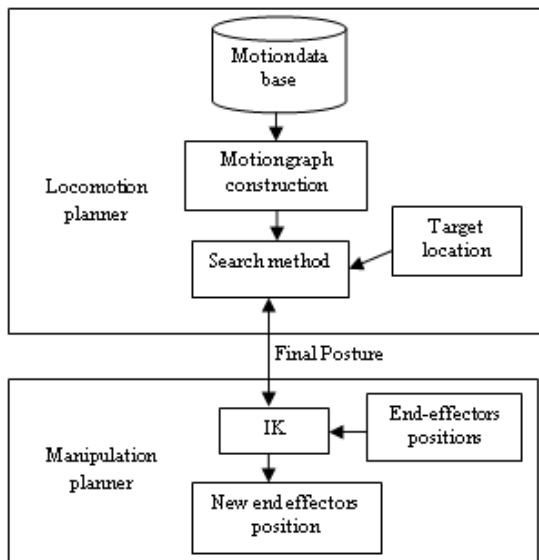 Motiondata
base
Motiongraph
construction
Locomotion
planner
Target
location
Search method
Final Posture
IK
End-effectors
positions
Manipulation
planner
New end effectors
position